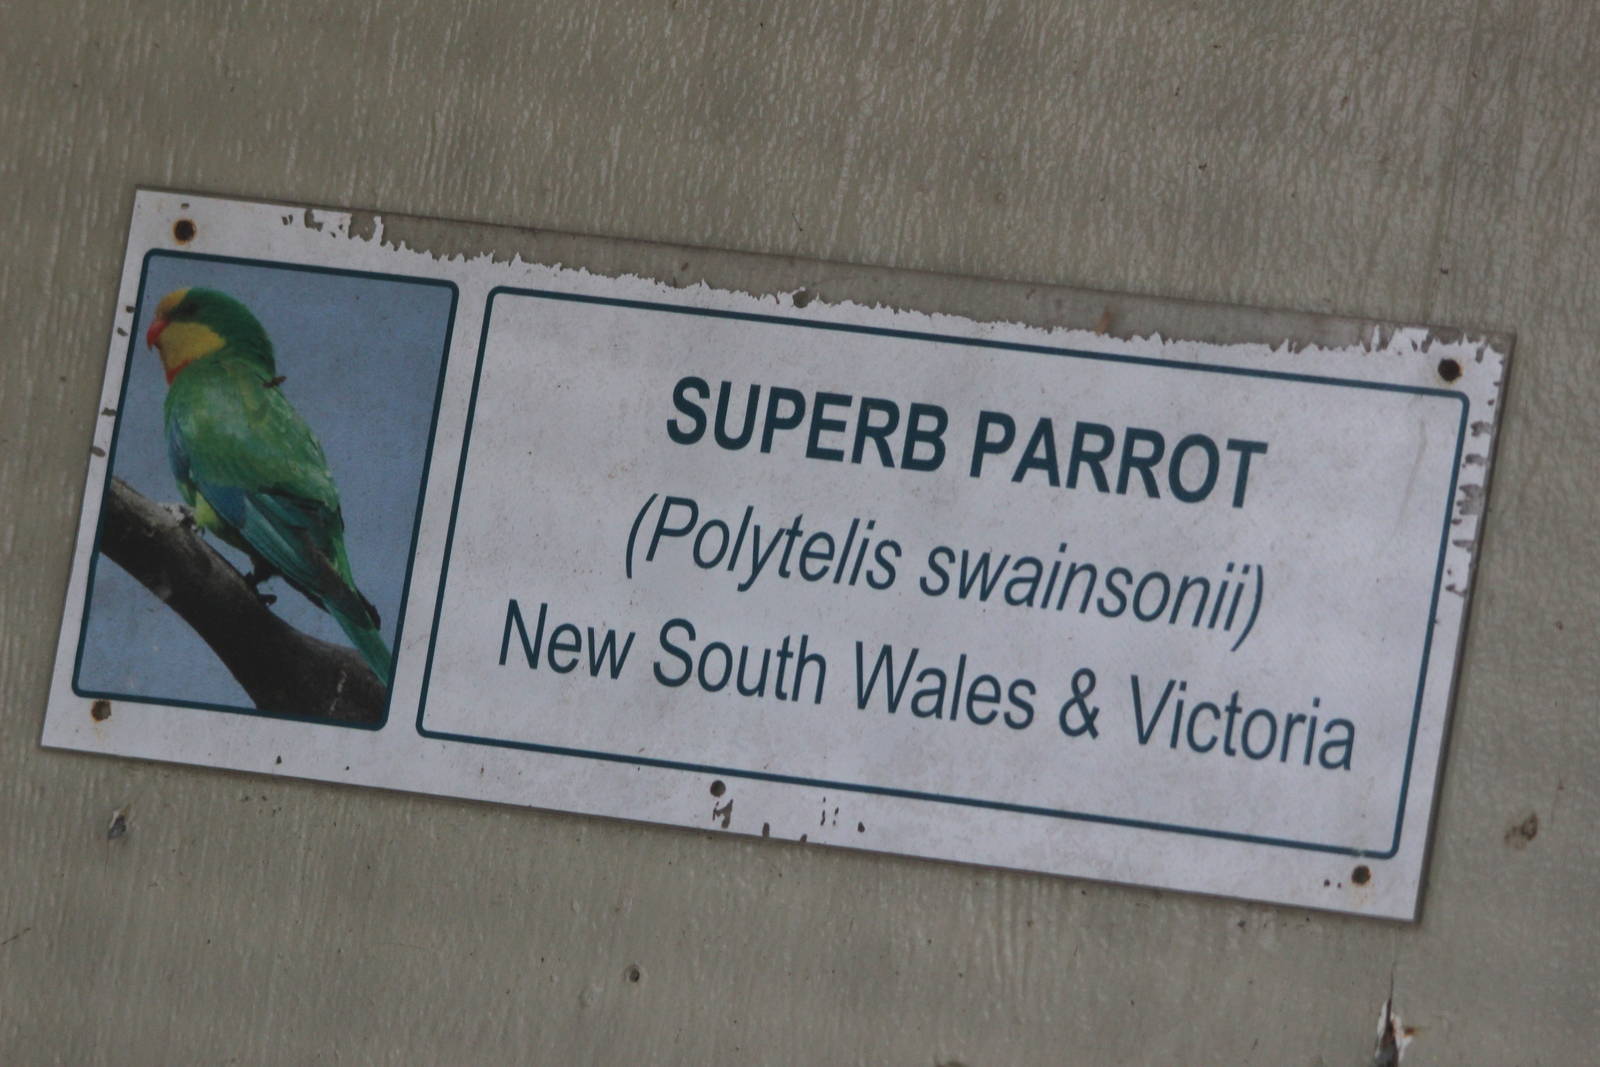 SUPERB PARROT
(Polytelis swainsonii)
New South Wales & Victoria